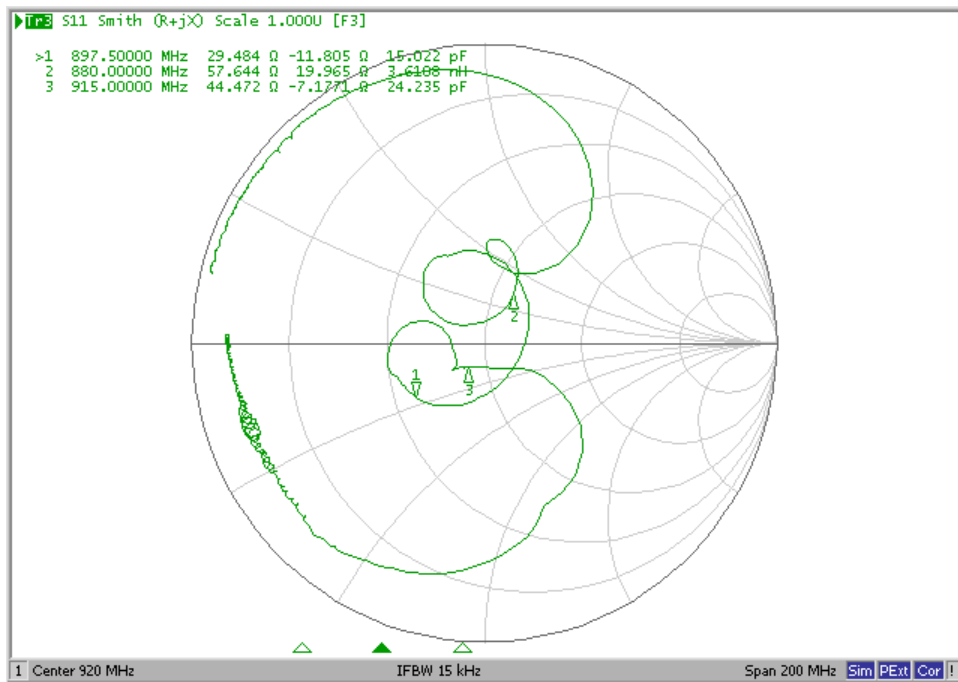 ▶Tr3 S11 Smith (R+jX) Scale 1.000U [F3]
>1 897.50000 MHz 29.484 Ω -11.805 Ω 15.022 pF
2 880.00000 MHz 57.644 Ω 19.965 Ω 3.6108 nH
3 915.00000 MHz 44.472 Ω -7.1771 Ω 24.235 pF
2
1
3
1 Center 920 MHz IFBW 15 kHz Span 200 MHz Sim PExt Cor !